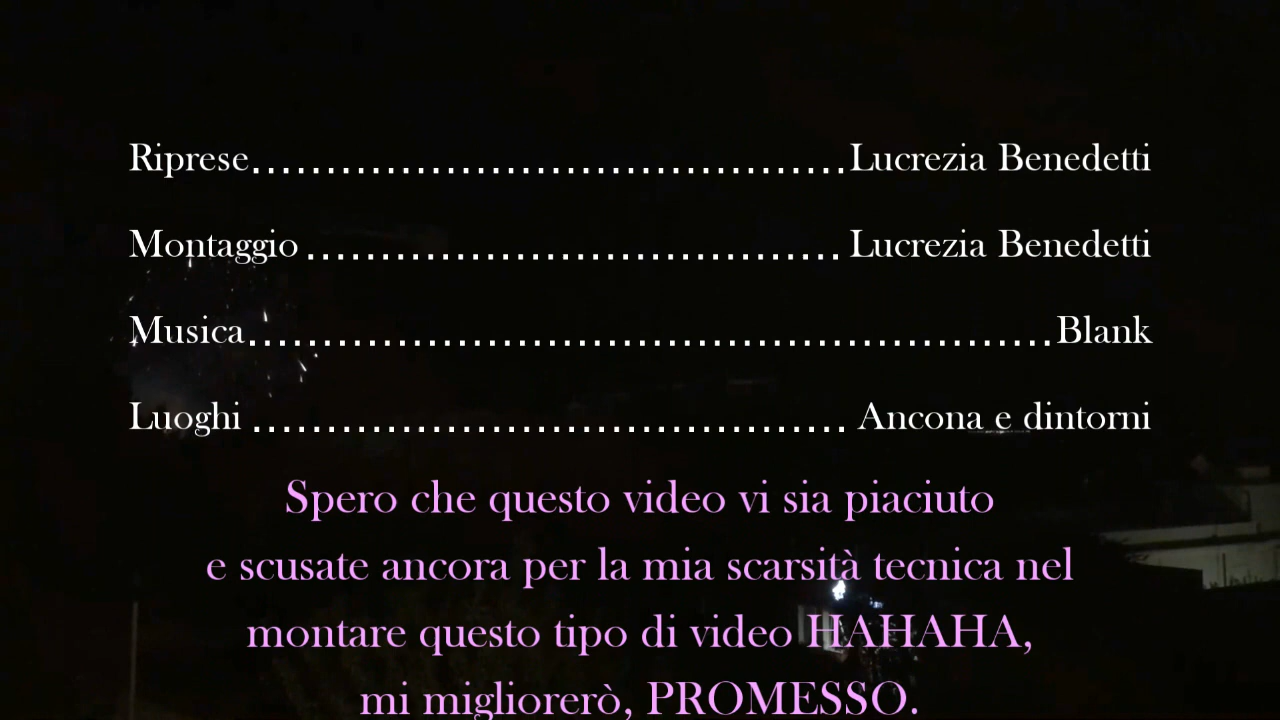 Riprese........................................Lucrezia Benedetti
Montaggio .................................... Lucrezia Benedetti
Musica......................................................Blank
Luoghi ........................................ Ancona e dintorni
Spero che questo video vi sia piaciuto
e scusate ancora per la mia scarsità tecnica nel
montare questo tipo di video HAHAHA,
mi migliorerò, PROMESSO.